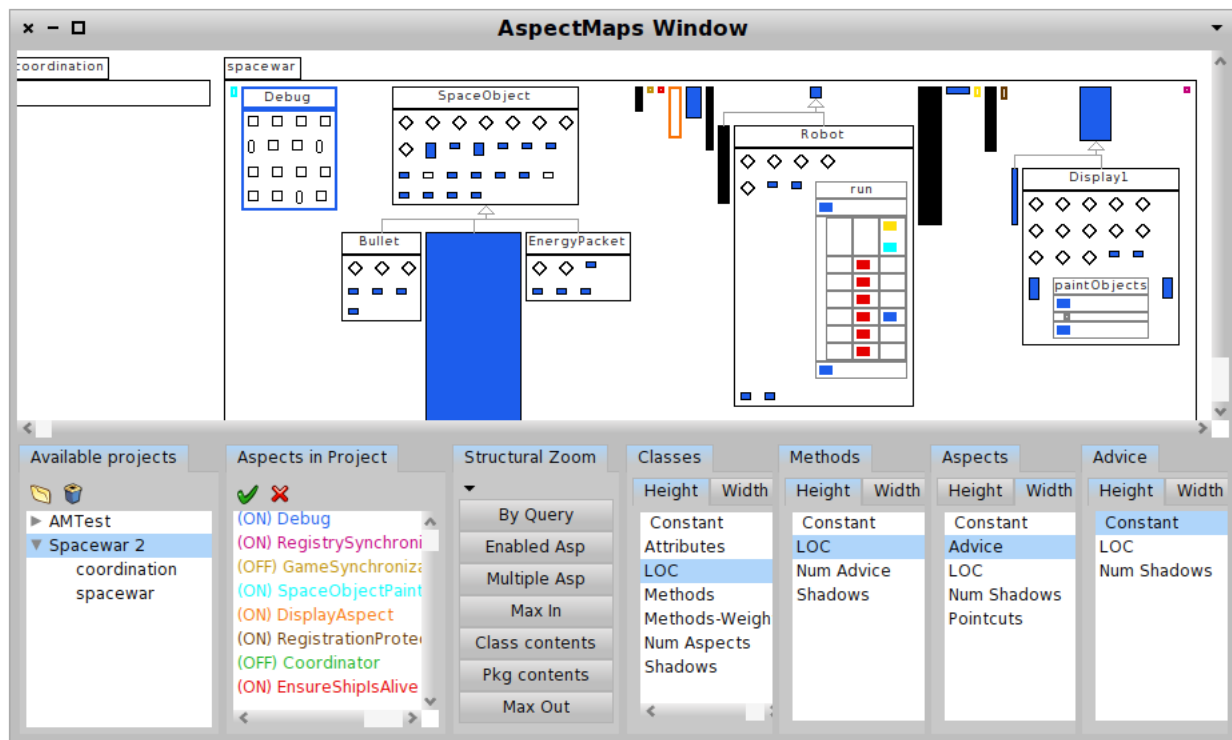 AspectMaps Window
coordination
spacewar
Debug
SpaceObject
Robot
run
Display1
paintObjects
Bullet
EnergyPacket
Available projects
AMTest
Spacewar 2
coordination
spacewar
Aspects in Project
(ON) Debug
(ON) RegistrySynchroni
(OFF) GameSynchroniza
(ON) SpaceObjectPaint
(ON) DisplayAspect
(ON) RegistrationProte
(OFF) Coordinator
(ON) EnsureShipIsAlive
Structural Zoom
By Query
Enabled Asp
Multiple Asp
Max In
Class contents
Pkg contents
Max Out
Classes
Height Width
Constant
Attributes
LOC
Methods
Methods-Weigh
Num Aspects
Shadows
Methods
Height Width
Constant
LOC
Num Advice
Shadows
Aspects
Height Width
Constant
Advice
LOC
Num Shadows
Pointcuts
Advice
Height Width
Constant
LOC
Num Shadows